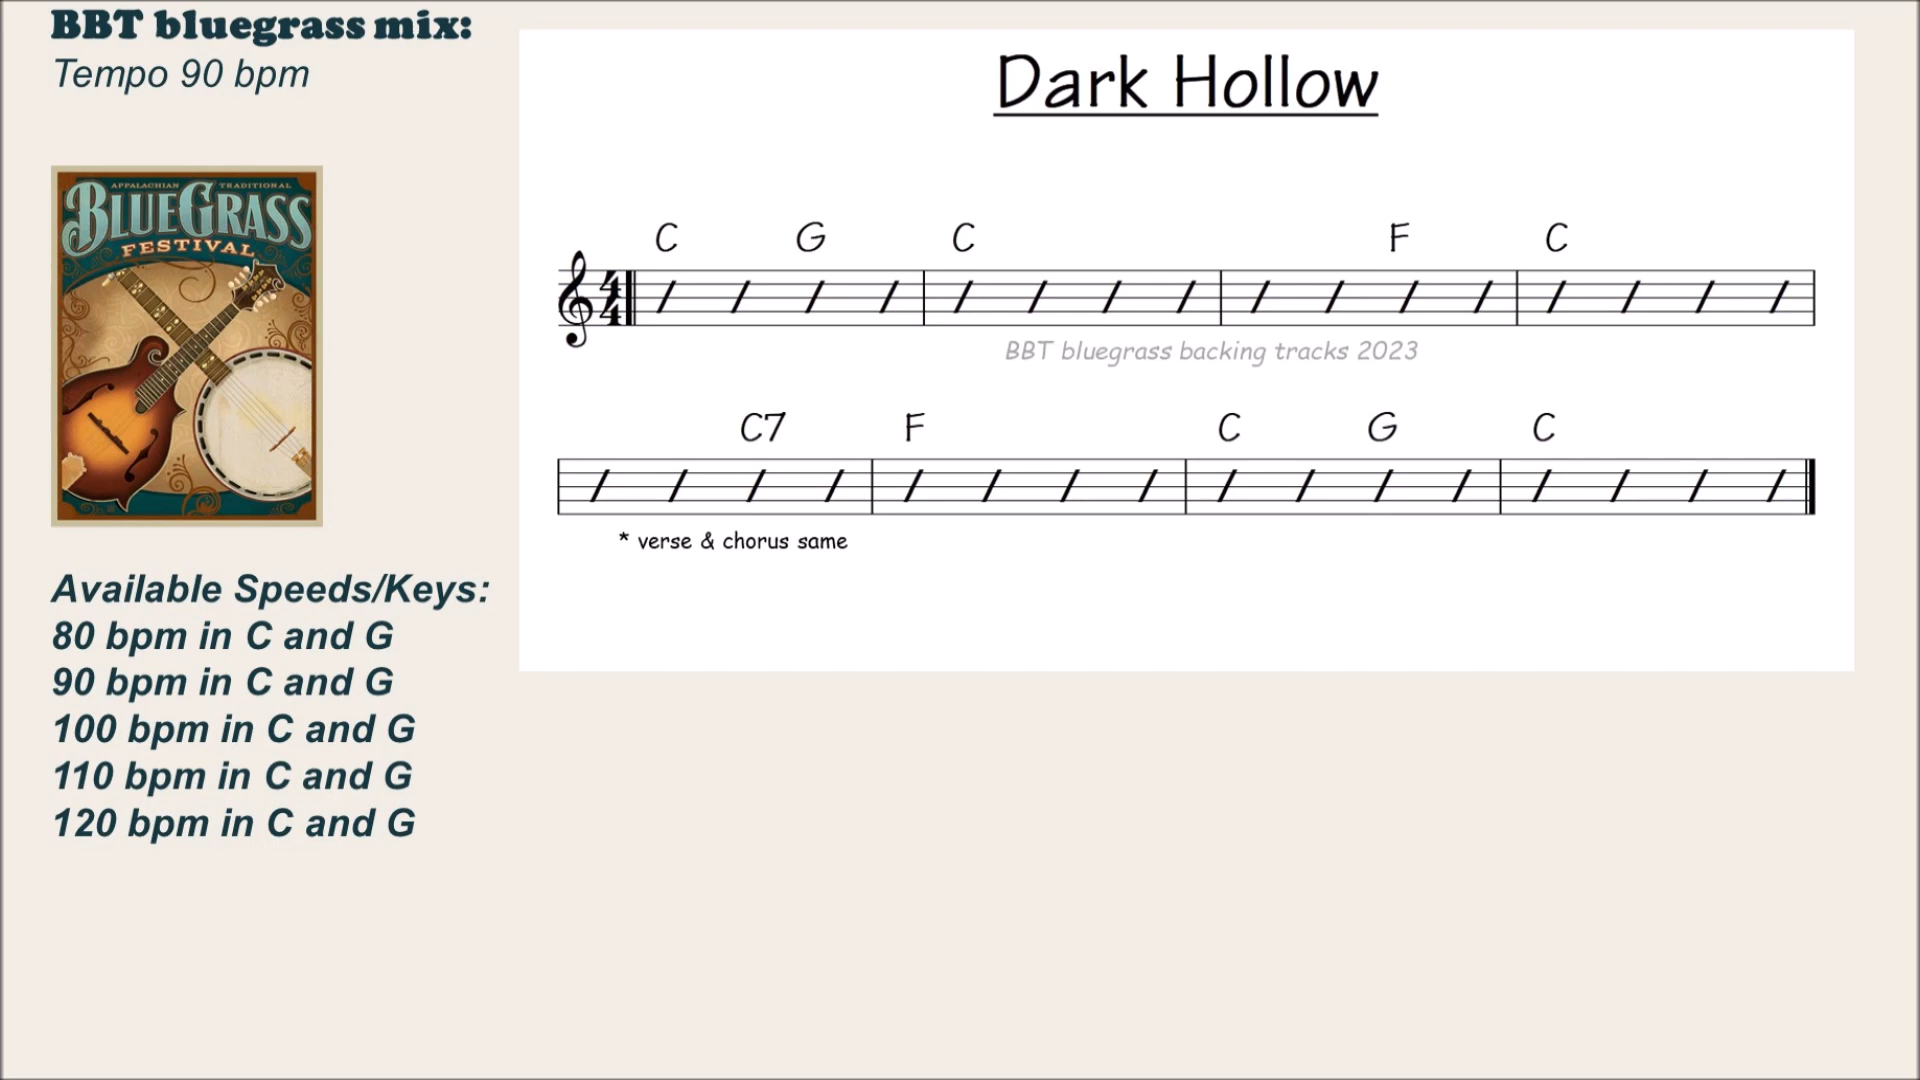 BBT bluegrass mix:
Tempo 90 bpm
APPALACHIAN TRADITIONAL
BLUEGRASS
FESTIVAL
Available Speeds/Keys:
80 bpm in C and G
90 bpm in C and G
100 bpm in C and G
110 bpm in C and G
120 bpm in C and G
Dark Hollow
C G C F C
4/4
BBT bluegrass backing tracks 2023
C7 F C G C
* verse & chorus same